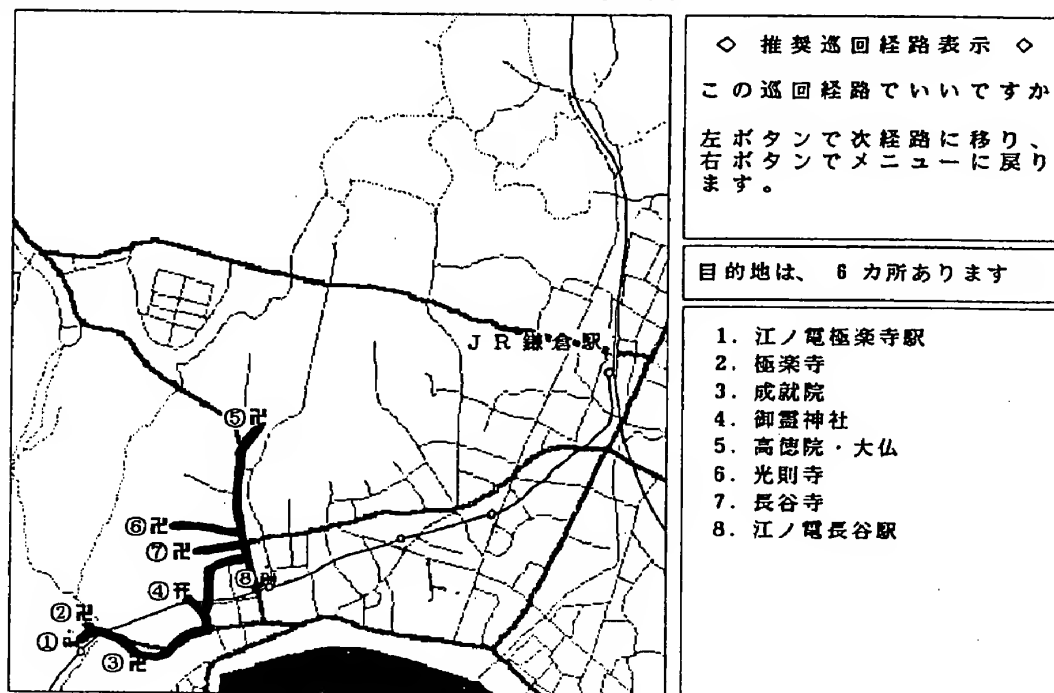 ◇ 推奨巡回経路表示 ◇
この巡回経路でいいですか
左ボタンで次経路に移り、
右ボタンでメニューに戻り
ます。
目的地は、 6 カ所あります
1. 江ノ電極楽寺駅
2. 極楽寺
3. 成就院
4. 御霊神社
5. 高徳院・大仏
6. 光則寺
7. 長谷寺
8. 江ノ電長谷駅
JR鎌倉駅
⑤卍
⑥卍
⑦卍
⑧
④
②卍
①
③卍